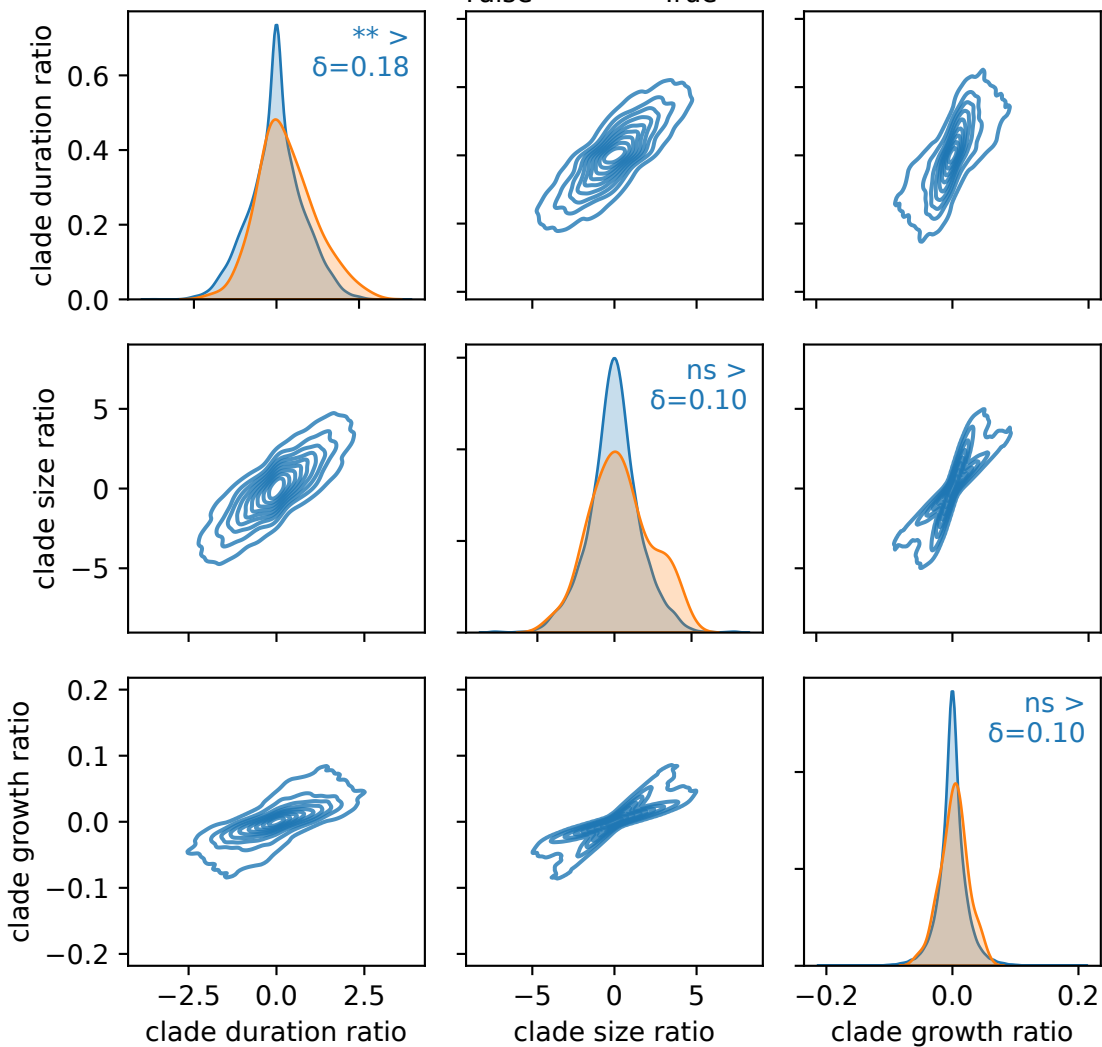 False True
clade duration ratio
** >
δ=0.18
0.6
0.4
0.2
0.0
clade size ratio
ns >
δ=0.10
5
0
−5
clade growth ratio
ns >
δ=0.10
0.2
0.1
0.0
−0.1
−0.2
−2.5 0.0 2.5 −5 0 5 −0.2 0.0 0.2
clade duration ratio clade size ratio clade growth ratio